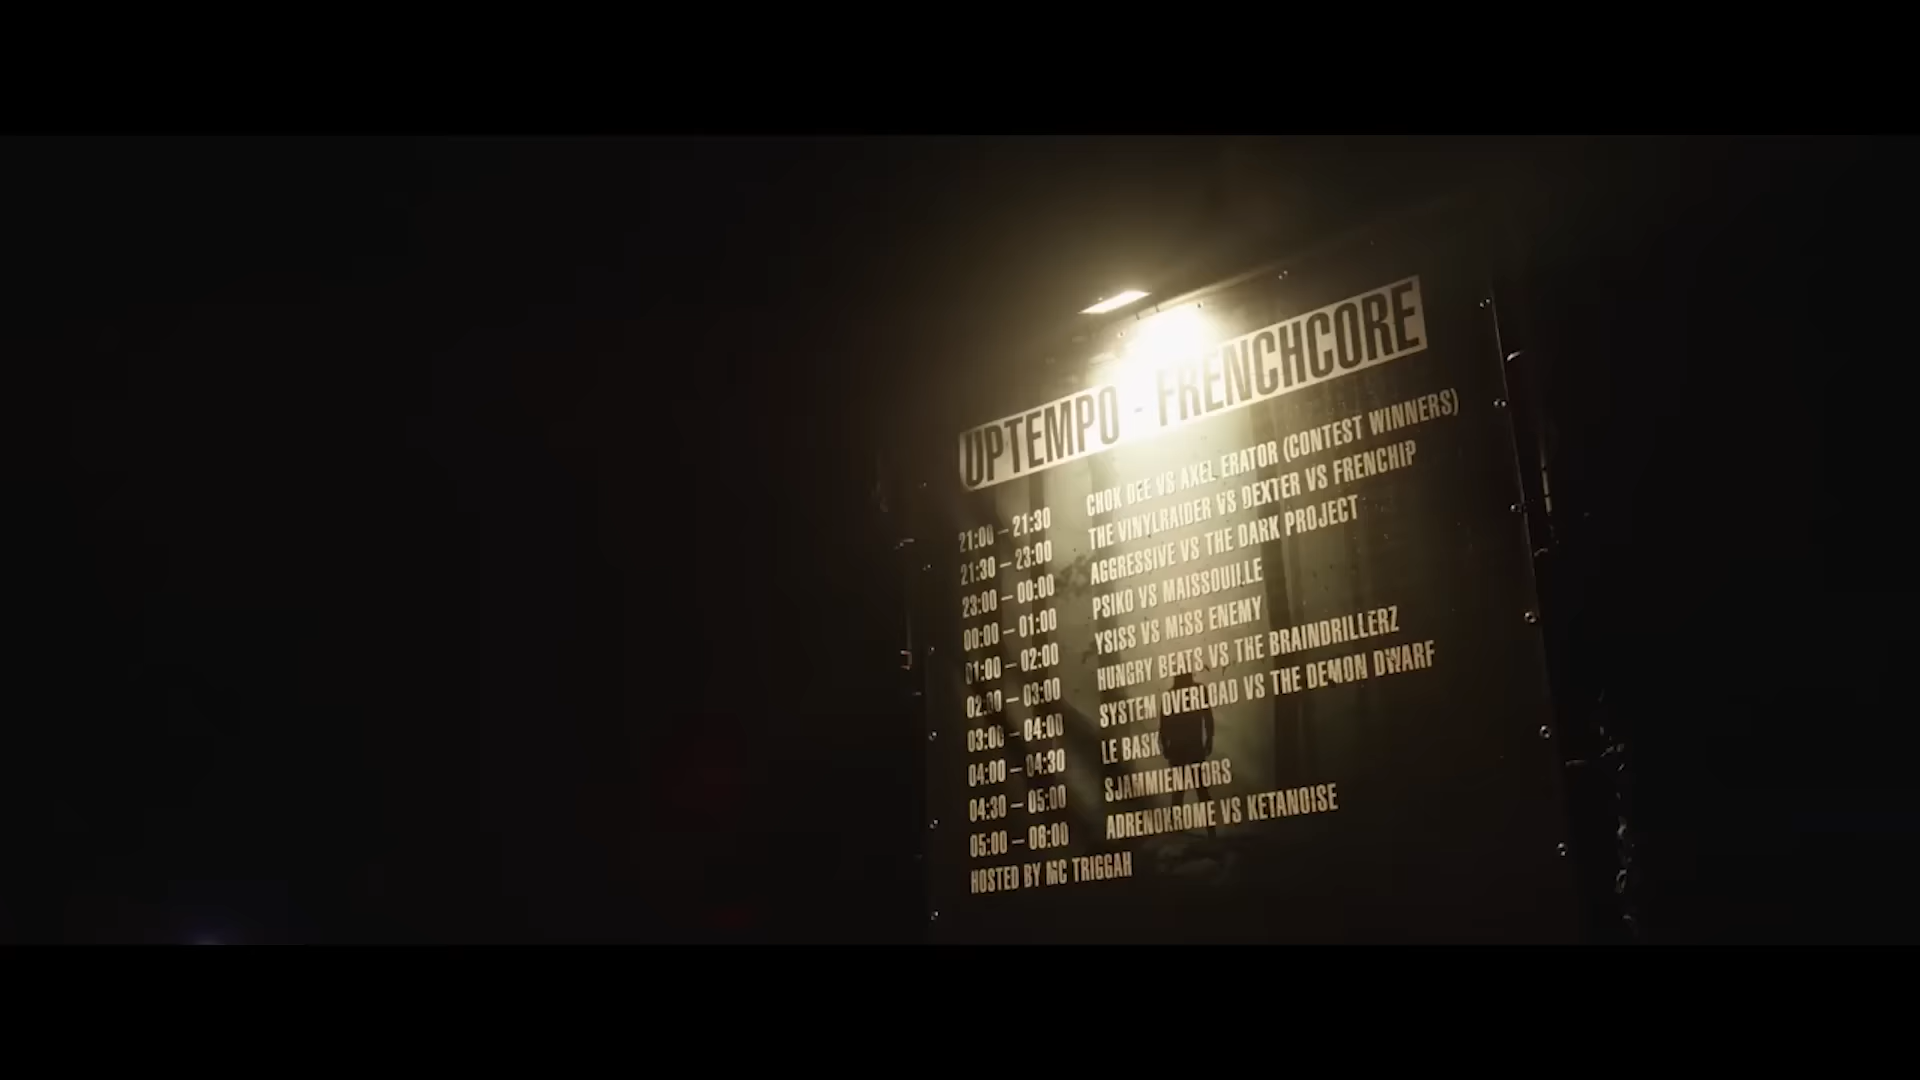 UPTEMPO - FRENCHCORE
21:00 – 21:30 CHOK DEE VS AXEL ERATOR (CONTEST WINNERS)
21:30 – 23:00 THE VINYLRAIDER VS DEXTER VS FRENCHIP
23:00 – 00:00 AGGRESSIVE VS THE DARK PROJECT
00:00 – 01:00 PSIKO VS MAISSOUILLE
01:00 – 02:00 YSISS VS MISS ENEMY
02:00 – 03:00 HUNGRY BEATS VS THE BRAINDRILLERZ
03:00 – 04:00 SYSTEM OVERLOAD VS THE DEMON DWARF
04:00 – 04:30 LE BASK
04:30 – 05:00 SJAMMIENATORS
05:00 – 06:00 ADRENOKROME VS KETANOISE
HOSTED BY MC TRIGGAH